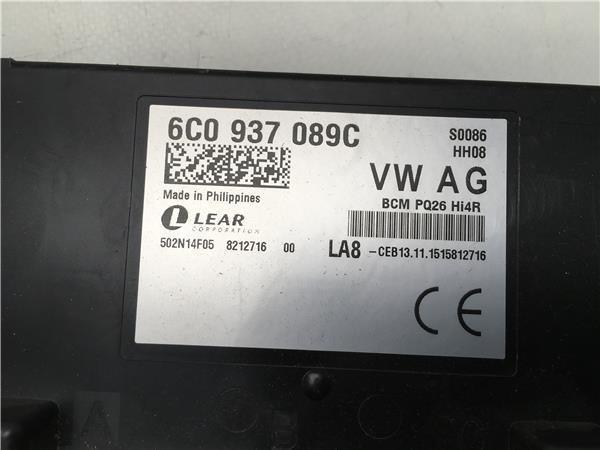 6C0 937 089C
S0086
HH08
VW AG
BCM PQ26 Hi4R
Made in Philippines
LEAR
CORPORATION
502N14F05 8212716 00
LA8 -CEB13.11.1515812716
CE
A